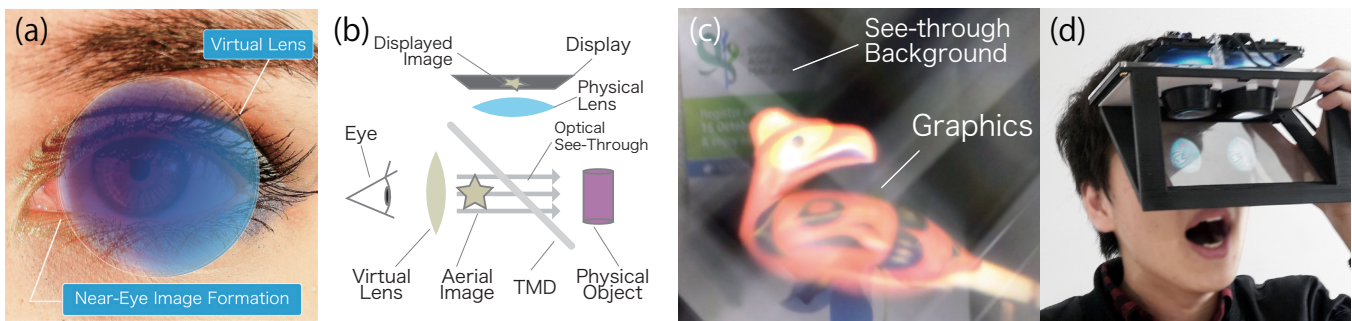 (a)
Virtual Lens
Near-Eye Image Formation
(b)
Displayed
Image
Display
Physical
Lens
Eye
Optical
See-Through
Virtual
Lens
Aerial
Image
TMD
Physical
Object
(c)
See-through
Background
Graphics
(d)